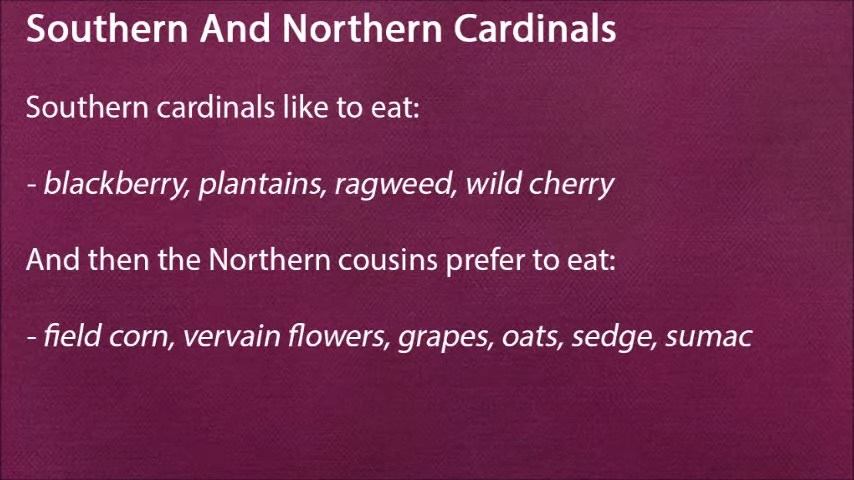 Southern And Northern Cardinals
Southern cardinals like to eat:
- blackberry, plantains, ragweed, wild cherry
And then the Northern cousins prefer to eat:
- field corn, vervain flowers, grapes, oats, sedge, sumac